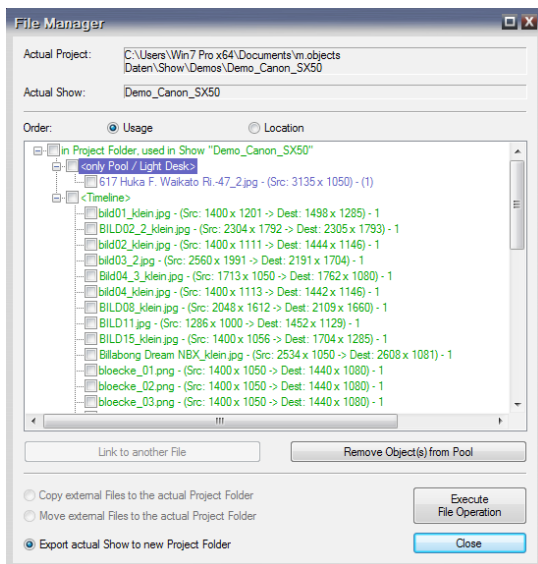 File Manager
Actual Project:
C:\Users\Win7 Pro x64\Documents\m.objects
Daten\Show\Demos\Demo_Canon_SX50
Actual Show:
Demo_Canon_SX50
Order:
Usage
Location
in Project Folder, used in Show "Demo_Canon_SX50"
<only Pool / Light Desk>
617 Huka F. Waikato Ri.-47_2.jpg - (Src: 3135 x 1050) - (1)
<Timeline>
bild01_klein.jpg - (Src: 1400 x 1201 -> Dest: 1498 x 1285) - 1
BILD02_2_klein.jpg - (Src: 2304 x 1792 -> Dest: 2305 x 1793) - 1
bild02_klein.jpg - (Src: 1400 x 1111 -> Dest: 1444 x 1146) - 1
bild03_2.jpg - (Src: 2560 x 1991 -> Dest: 2191 x 1704) - 1
Bild04_3_klein.jpg - (Src: 1713 x 1050 -> Dest: 1762 x 1080) - 1
bild04_klein.jpg - (Src: 1400 x 1113 -> Dest: 1442 x 1146) - 1
BILD08_klein.jpg - (Src: 2048 x 1612 -> Dest: 2109 x 1660) - 1
BILD11.jpg - (Src: 1286 x 1000 -> Dest: 1452 x 1129) - 1
BILD15_klein.jpg - (Src: 1400 x 1056 -> Dest: 1704 x 1285) - 1
Billabong Dream NBX_klein.jpg - (Src: 2534 x 1050 -> Dest: 2608 x 1081) - 1
bloecke_01.png - (Src: 1400 x 1050 -> Dest: 1440 x 1080) - 1
bloecke_02.png - (Src: 1400 x 1050 -> Dest: 1440 x 1080) - 1
bloecke_03.png - (Src: 1400 x 1050 -> Dest: 1440 x 1080) - 1
Link to another File
Remove Object(s) from Pool
Copy external Files to the actual Project Folder
Move external Files to the actual Project Folder
Export actual Show to new Project Folder
Execute
File Operation
Close